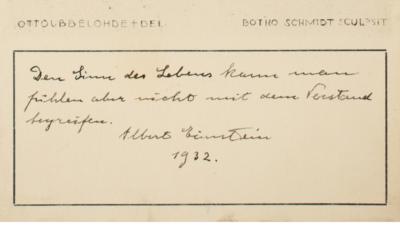 OTTO UBBELOHDE + DEL. BOTHO SCHMIDT SCULPSIT
Den Sinn des Lebens kann man
fühlen aber nicht mit dem Verstand
begreifen.
Albert Einstein
1932.